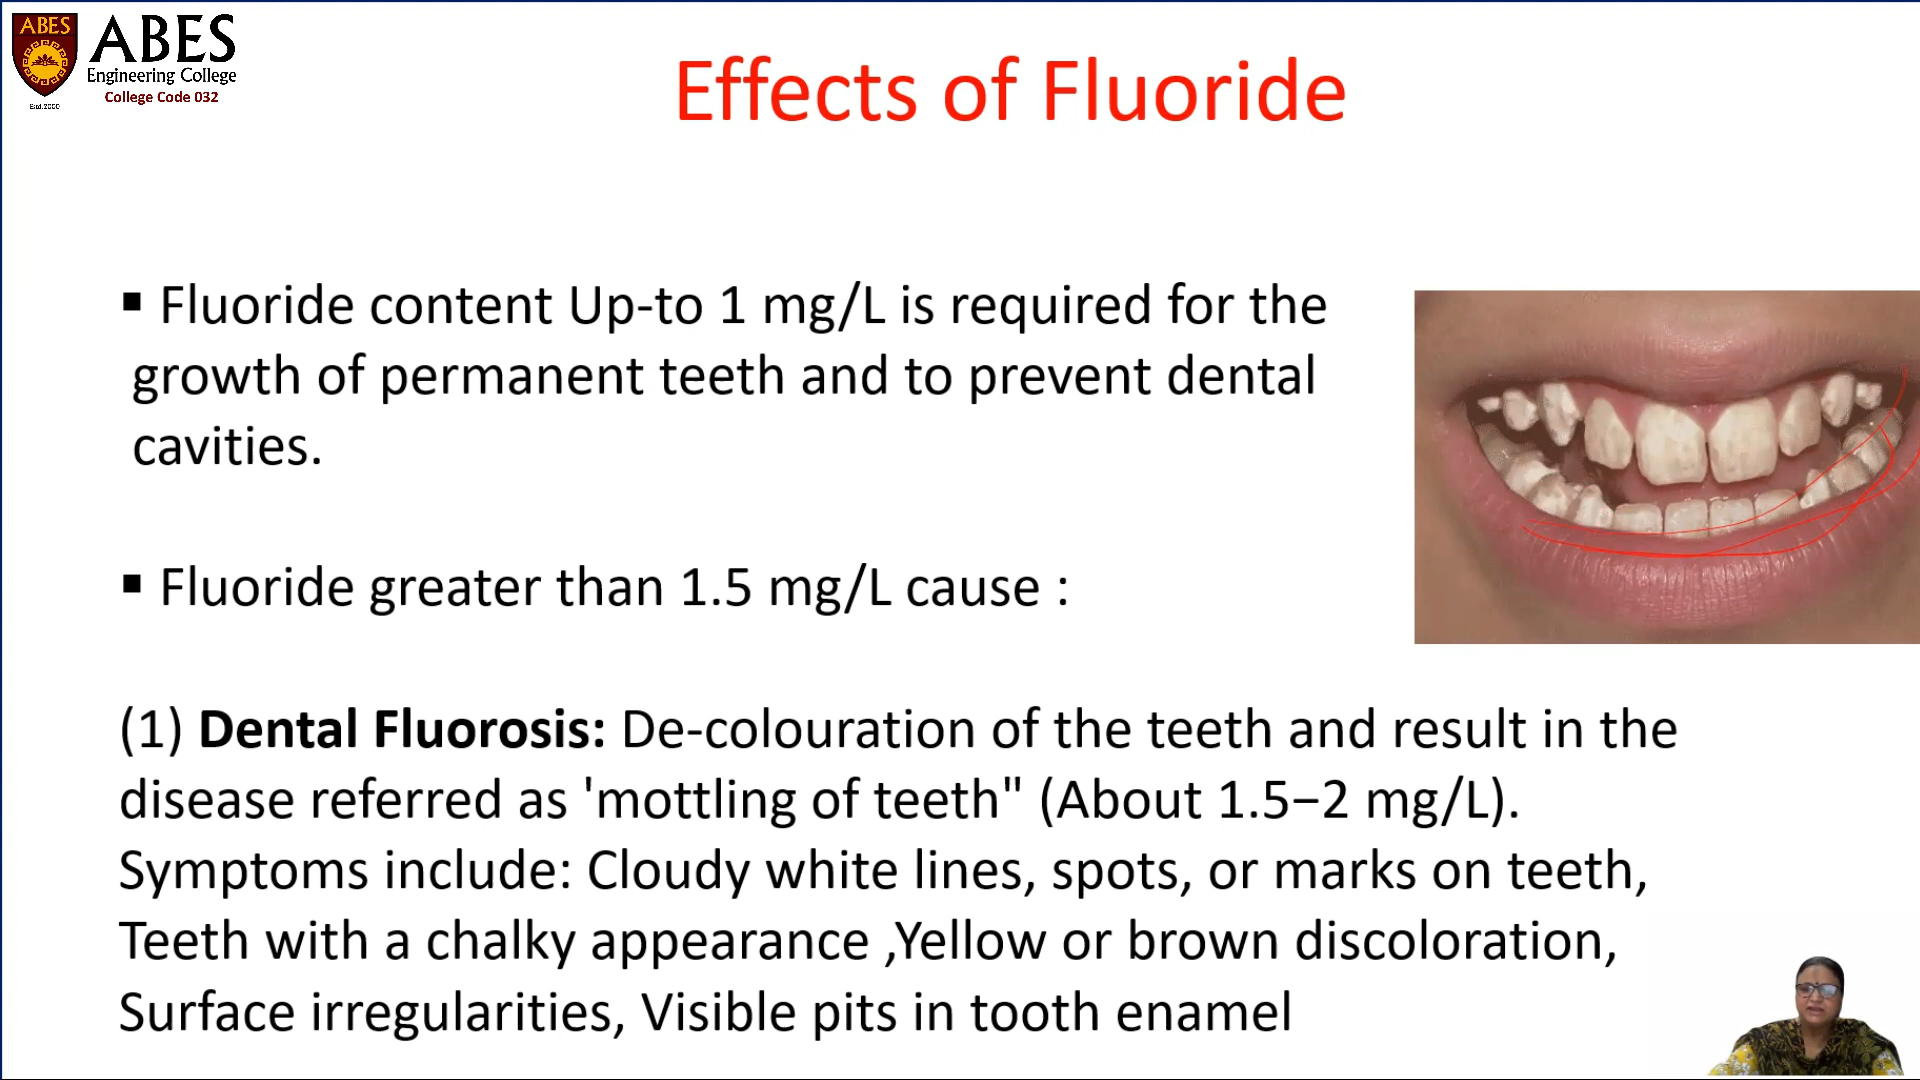 ABES
ABES
Engineering College
College Code 032
Estd.2000
Effects of Fluoride
▪ Fluoride content Up-to 1 mg/L is required for the
growth of permanent teeth and to prevent dental
cavities.
▪ Fluoride greater than 1.5 mg/L cause :
(1) Dental Fluorosis: De-colouration of the teeth and result in the
disease referred as 'mottling of teeth" (About 1.5−2 mg/L).
Symptoms include: Cloudy white lines, spots, or marks on teeth,
Teeth with a chalky appearance ,Yellow or brown discoloration,
Surface irregularities, Visible pits in tooth enamel